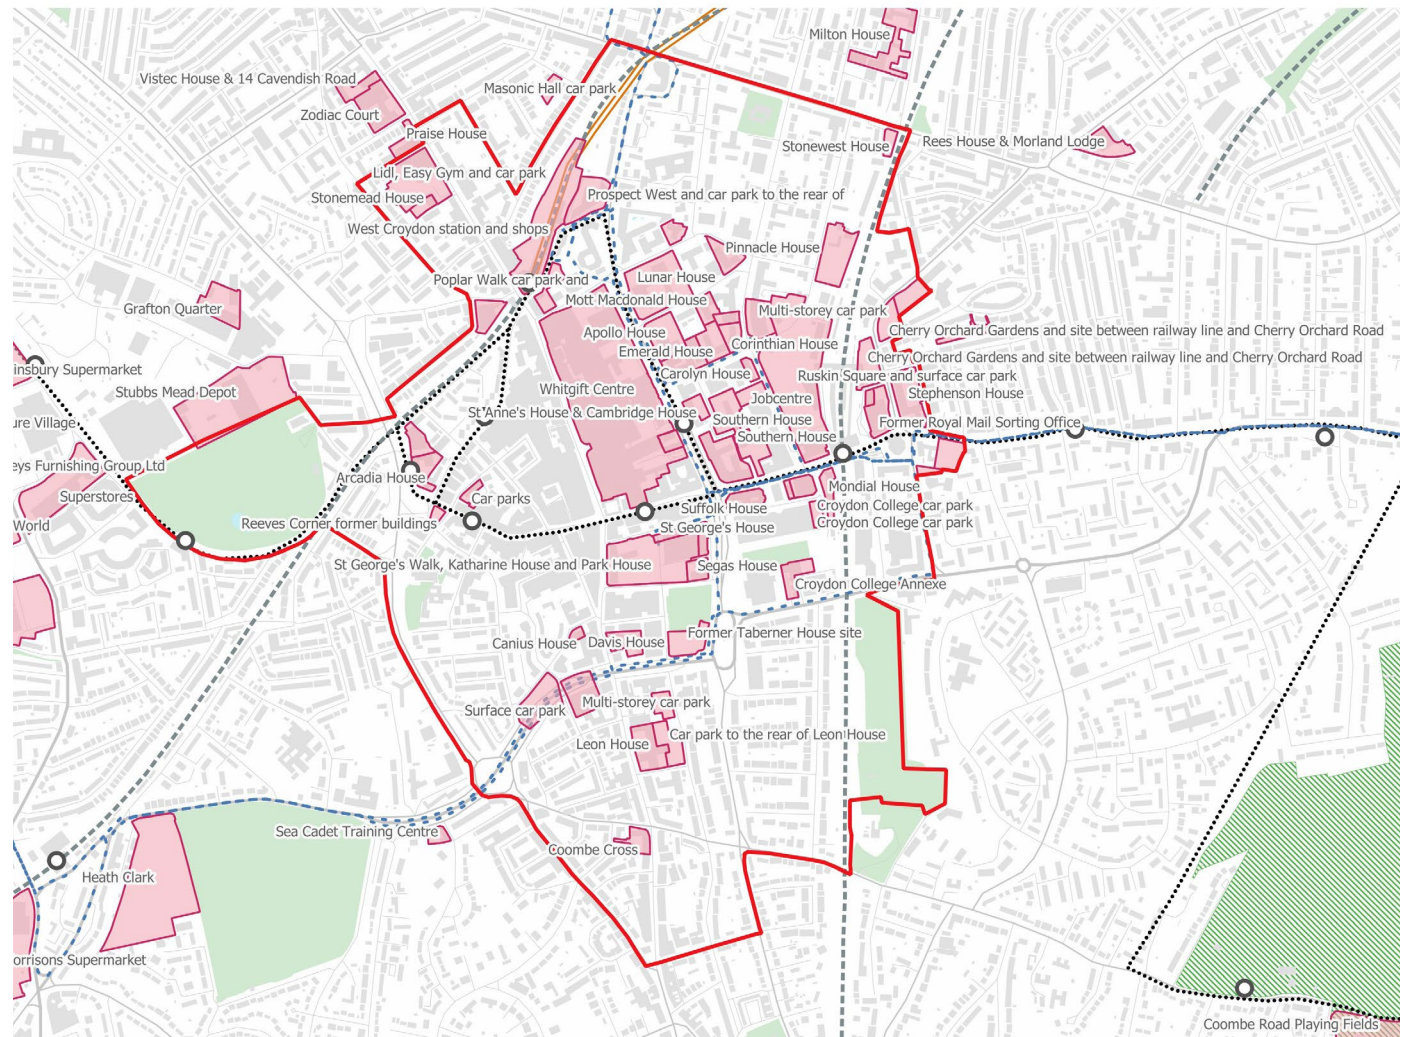 Milton House
Vistec House & 14 Cavendish Road
Masonic Hall car park
Zodiac Court
Praise House
Stonewest House
Rees House & Morland Lodge
Lidl, Easy Gym and car park
Stonemead House
Prospect West and car park to the rear of
West Croydon station and shops
Pinnacle House
Poplar Walk car park and
Lunar House
Mott Macdonald House
Grafton Quarter
Multi-storey car park
Apollo House
Cherry Orchard Gardens and site between railway line and Cherry Orchard Road
Emerald House
Corinthian House
Cherry Orchard Gardens and site between railway line and Cherry Orchard Road
insbury Supermarket
Carolyn House
Ruskin Square and surface car park
Whitgift Centre
Stubbs Mead Depot
Jobcentre
Stephenson House
St Anne's House & Cambridge House
ure Village
Southern House
Former Royal Mail Sorting Office
Southern House
eys Furnishing Group Ltd
Arcadia House
Superstores
Mondial House
Car parks
Suffolk House
Croydon College car park
World
Reeves Corner former buildings
St George's House
Croydon College car park
St George's Walk, Katharine House and Park House
Segas House
Croydon College Annexe
Former Taberner House site
Canius House
Davis House
Multi-storey car park
Surface car park
Car park to the rear of Leon House
Leon House
Sea Cadet Training Centre
Coombe Cross
Heath Clark
orrisons Supermarket
Coombe Road Playing Fields